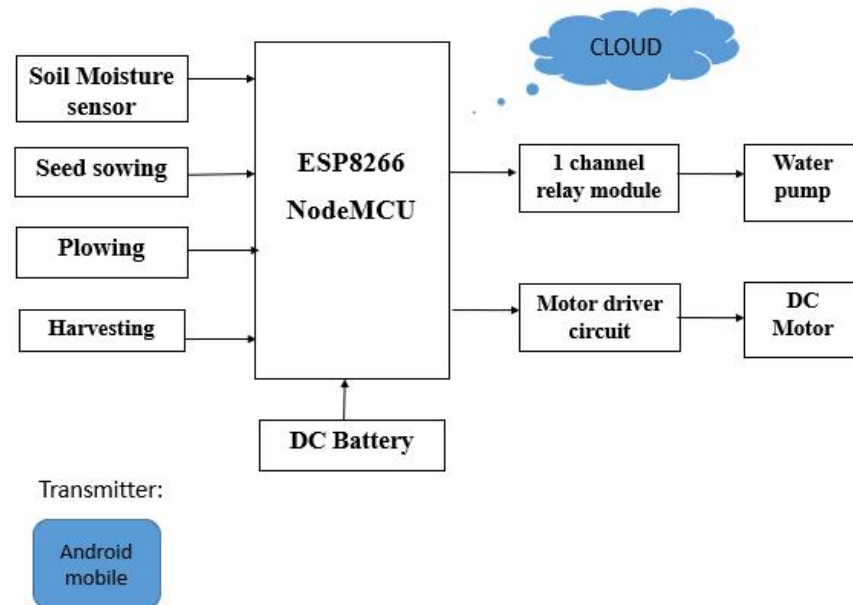 CLOUD
Soil Moisture
sensor
Seed sowing
Plowing
Harvesting
ESP8266
NodeMCU
1 channel
relay module
Water
pump
Motor driver
circuit
DC
Motor
DC Battery
Transmitter:
Android
mobile